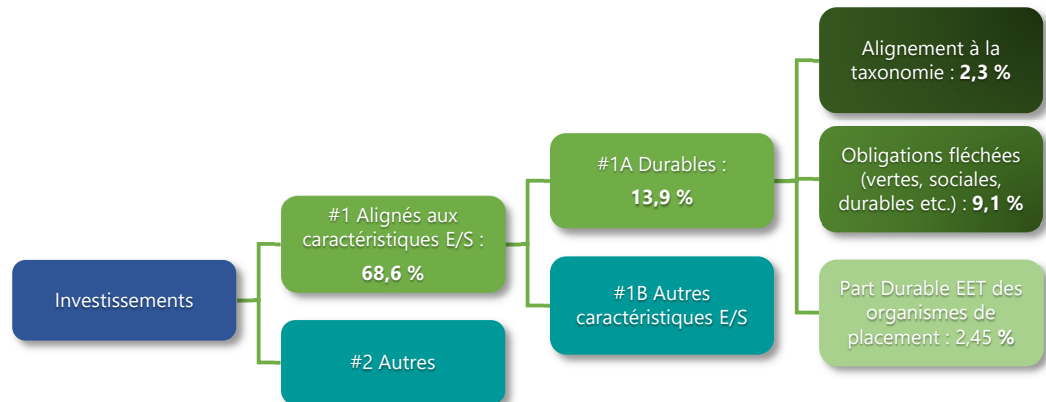 Investissements
#1 Alignés aux
caractéristiques E/S :
68,6 %
#2 Autres
#1A Durables :
13,9 %
#1B Autres
caractéristiques E/S
Alignement à la
taxonomie : 2,3 %
Obligations fléchées
(vertes, sociales,
durables etc.) : 9,1 %
Part Durable EET des
organismes de
placement : 2,45 %